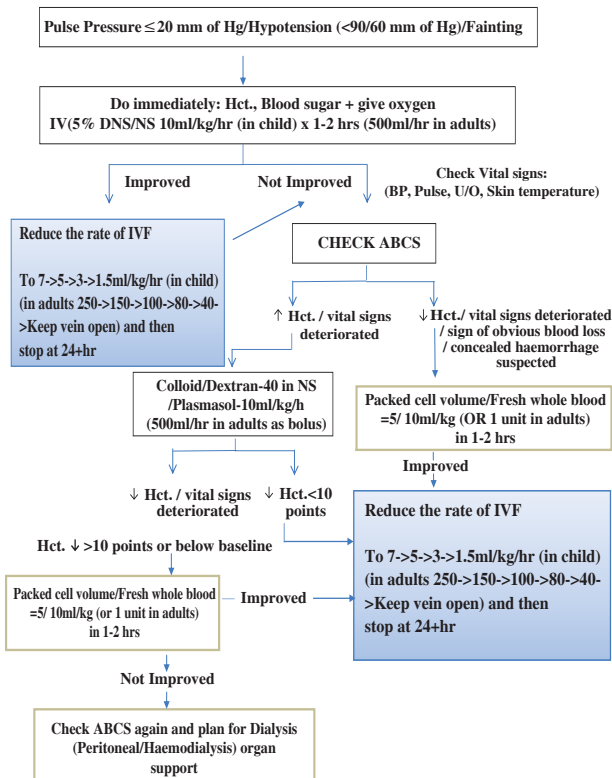 Pulse Pressure ≤ 20 mm of Hg/Hypotension (<90/60 mm of Hg)/Fainting
Do immediately: Hct., Blood sugar + give oxygen
IV(5% DNS/NS 10ml/kg/hr (in child) x 1-2 hrs (500ml/hr in adults)
Improved
Not Improved
Check Vital signs:
(BP, Pulse, U/O, Skin temperature)
Reduce the rate of IVF
To 7->5->3->1.5ml/kg/hr (in child)
(in adults 250->150->100->80->40-
>Keep vein open) and then
stop at 24+hr
CHECK ABCS
↑ Hct. / vital signs
deteriorated
↓ Hct./ vital signs deteriorated
/ sign of obvious blood loss
/ concealed haemorrhage
suspected
Colloid/Dextran-40 in NS
/Plasmasol-10ml/kg/h
(500ml/hr in adults as bolus)
Packed cell volume/Fresh whole blood
=5/ 10ml/kg (OR 1 unit in adults)
in 1-2 hrs
Improved
↓ Hct. / vital signs
deteriorated
↓ Hct.<10
points
Reduce the rate of IVF
To 7->5->3->1.5ml/kg/hr (in child)
(in adults 250->150->100->80->40-
>Keep vein open) and then
stop at 24+hr
Hct. ↓ >10 points or below baseline
Packed cell volume/Fresh whole blood
=5/ 10ml/kg (or 1 unit in adults)
in 1-2 hrs
Improved
Not Improved
Check ABCS again and plan for Dialysis
(Peritoneal/Haemodialysis) organ
support